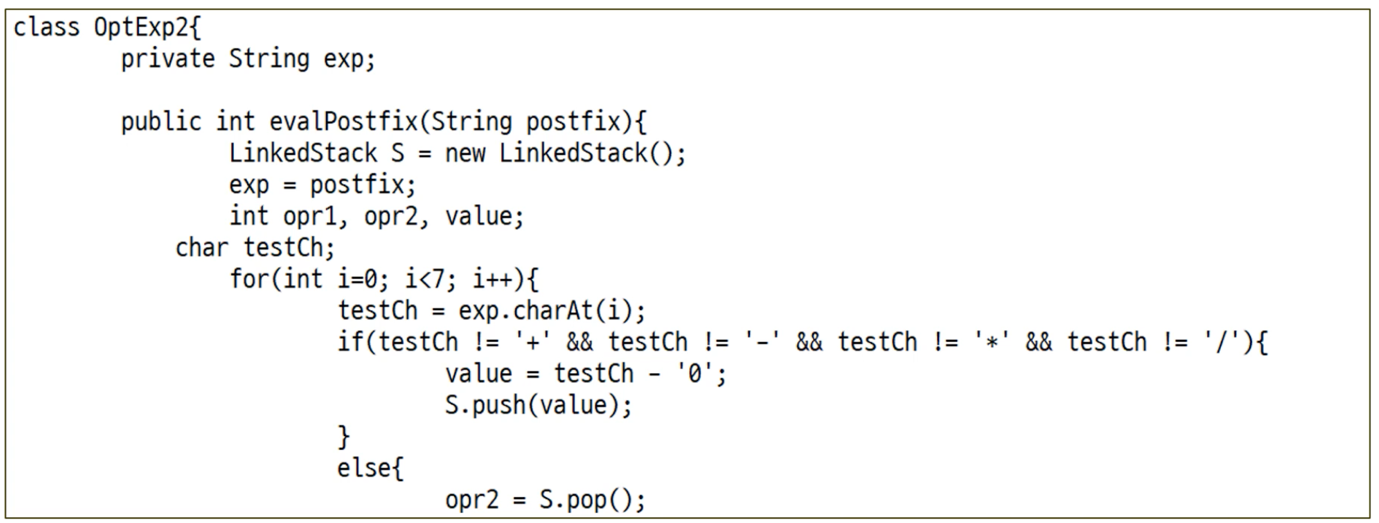 class OptExp2{
private String exp;
public int evalPostfix(String postfix){
LinkedStack S = new LinkedStack();
exp = postfix;
int opr1, opr2, value;
char testCh;
for(int i=0; i<7; i++){
testCh = exp.charAt(i);
if(testCh != '+' && testCh != '-' && testCh != '*' && testCh != '/'){
value = testCh - '0';
S.push(value);
}
else{
opr2 = S.pop();